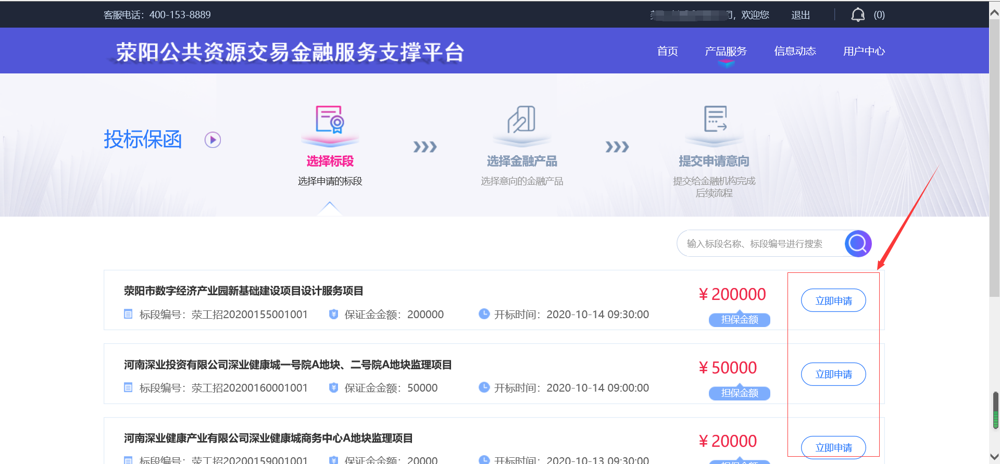 客服电话：400-153-8889
，欢迎您 退出 (0)
荥阳公共资源交易金融服务支撑平台
首页 产品服务 信息动态 用户中心
投标保函
选择标段
选择申请的标段
选择金融产品
选择意向的金融产品
提交申请意向
提交给金融机构完成
后续流程
输入标段名称、标段编号进行搜索
荥阳市数字经济产业园新基础建设项目设计服务项目
标段编号：荥工招20200155001001 保证金金额：200000 开标时间：2020-10-14 09:30:00
￥200000
担保金额
立即申请
河南深业投资有限公司深业健康城一号院A地块、二号院A地块监理项目
标段编号：荥工招20200160001001 保证金金额：50000 开标时间：2020-10-14 09:00:00
￥50000
担保金额
立即申请
河南深业健康产业有限公司深业健康城商务中心A地块监理项目
标段编号：荥工招20200159001001 保证金金额：20000 开标时间：2020-10-13 09:30:00
￥20000
担保金额
立即申请